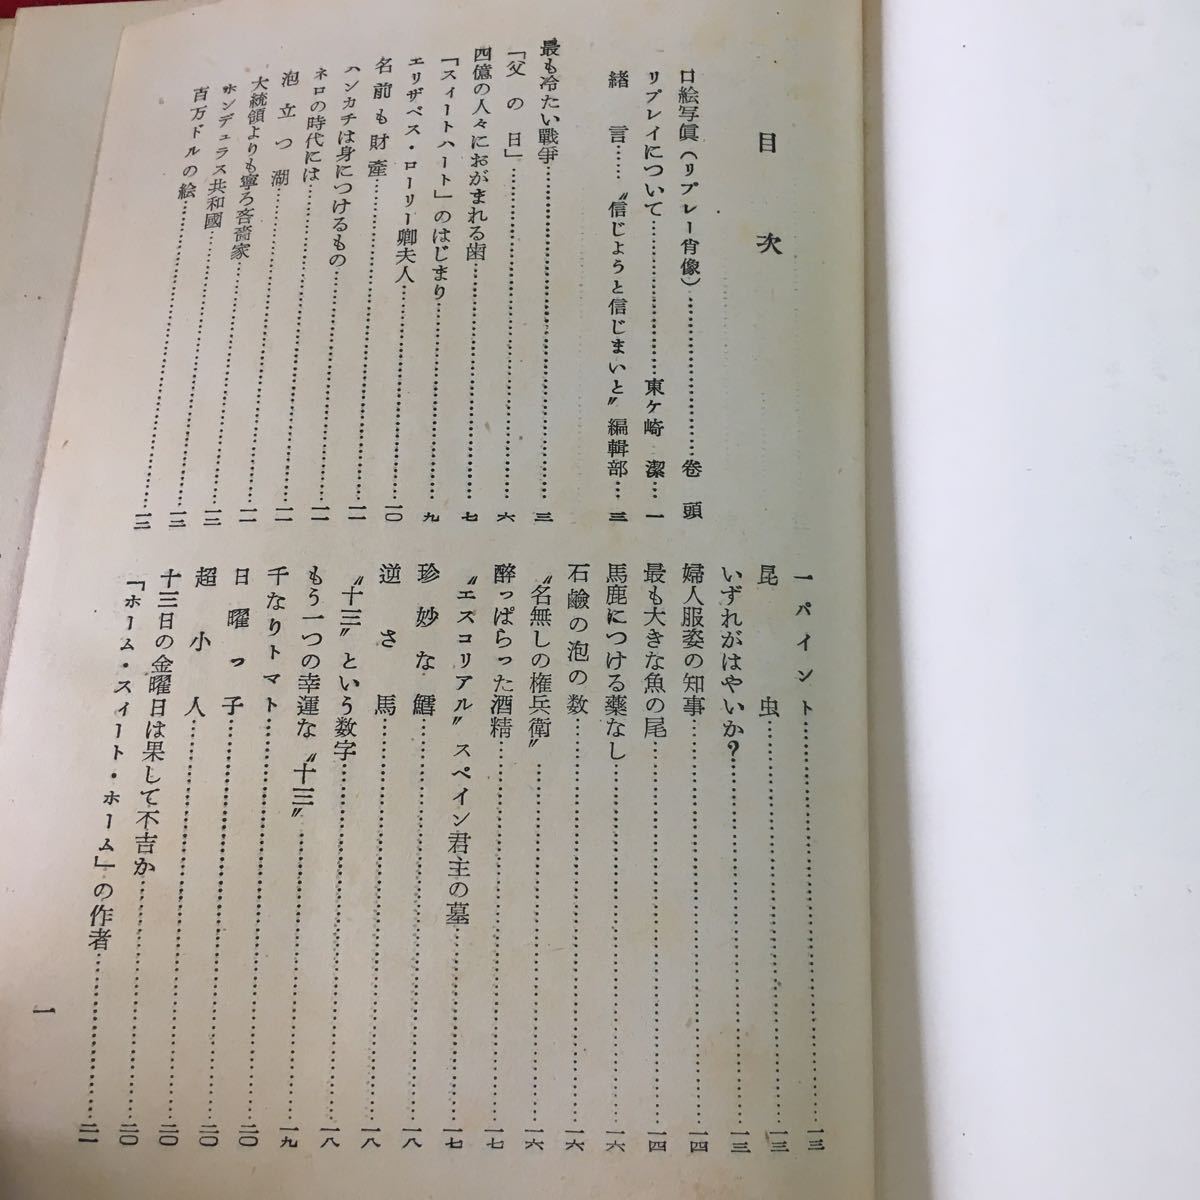 目次
口絵写眞(リプレー肖像)…………………巻頭
リプレイについて…………………東ケ崎潔…一
緒言……〝信じようと信じまいと〟編輯部…三
最も冷たい戰爭…………………三
「父の日」…………………六
四億の人々におがまれる歯…………………七
「スィートハート」のはじまり…………………九
エリザベス・ローリー卿夫人…………………九
名前も財產…………………一〇
ハンカチは身につけるもの…………………一一
ネロの時代には…………………一一
泡立つ湖…………………一一
大統領よりも寧ろ吝嗇家…………………一一
ホンデュラス共和國…………………一二
百万ドルの絵…………………一二
一パイント…………………一三
昆虫…………………一三
いずれがはやいか?…………………一三
婦人服姿の知事…………………一四
最も大きな魚の尾…………………一四
馬鹿につける藥なし…………………一六
石鹼の泡の数…………………一六
〝名無しの権兵衛〟…………………一六
醉っぱらった酒精…………………一七
〝エスコリアル〟スペイン君主の墓…………………一七
珍妙な鱈…………………一八
逆さ馬…………………一八
〝十三〟という数字…………………一八
もう一つの幸運な〝十三〟…………………一九
千なりトマト…………………二〇
日曜っ子…………………二〇
超小人…………………二〇
十三日の金曜日は果して不吉か…………………二〇
「ホーム・スィート・ホーム」の作者…………………二一
一